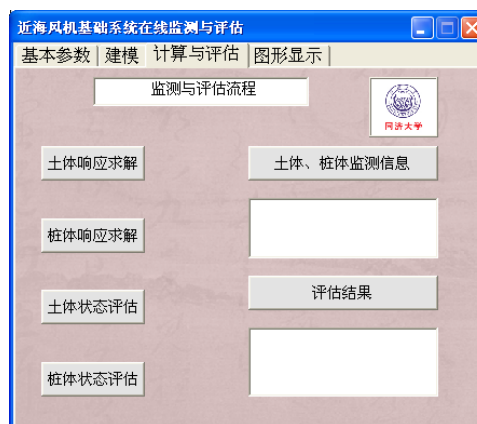 近海风机基础系统在线监测与评估
基本参数 建模 计算与评估 图形显示
监测与评估流程
同济大学
土体响应求解 土体、桩体监测信息
桩体响应求解
评估结果
土体状态评估
桩体状态评估